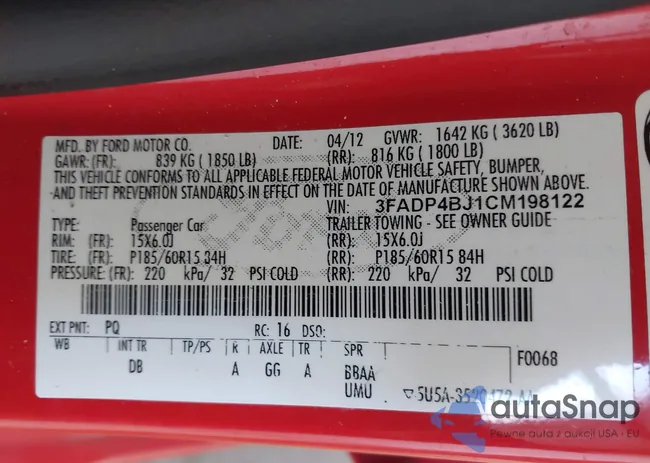 MFD. BY FORD MOTOR CO. DATE: 04/12 GVWR: 1642 KG ( 3620 LB)
GAWR: (FR): 839 KG ( 1850 LB) (RR): 816 KG ( 1800 LB)
THIS VEHICLE CONFORMS TO ALL APPLICABLE FEDERAL MOTOR VEHICLE SAFETY, BUMPER,
AND THEFT PREVENTION STANDARDS IN EFFECT ON THE DATE OF MANUFACTURE SHOWN ABOVE.
VIN: 3FADP4BJ1CM198122
TYPE: Passenger Car TRAILER TOWING - SEE OWNER GUIDE
RIM: (FR): 15X6.0J (RR): 15X6.0J
TIRE: (FR): P185/60R15 84H (RR): P185/60R15 84H
PRESSURE: (FR): 220 kPa/ 32 PSI COLD (RR): 220 kPa/ 32 PSI COLD
EXT PNT: PQ RC: 16 DSO:
WB INT TR TP/PS R AXLE TR SPR F0068
DB A GG A BBAA
UMU
autaSnap
Pewne auta z aukcji USA - EU